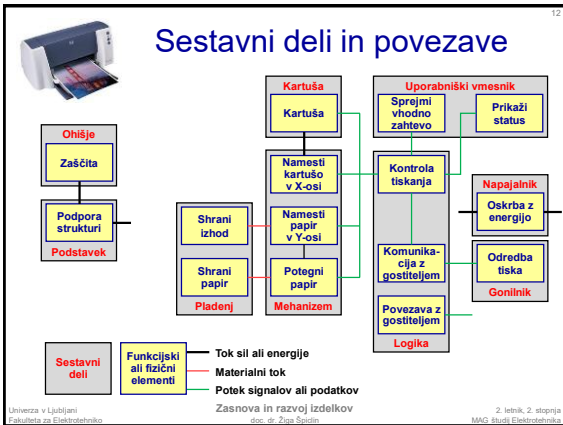 12
Sestavni deli in povezave
Kartuša
Kartuša
Uporabniški vmesnik
Sprejmi
vhodno
zahtevo
Prikaži
status
Ohišje
Zaščita
Podpora
strukturi
Podstavek
Namesti
kartušo
v X-osi
Kontrola
tiskanja
Napajalnik
Oskrba z
energijo
Shrani
izhod
Namesti
papir
v Y-osi
Shrani
papir
Potegni
papir
Pladenj
Mehanizem
Komunika-
cija z
gostiteljem
Odredba
tiska
Gonilnik
Povezava z
gostiteljem
Logika
Sestavni
deli
Funkcijski
ali fizični
elementi
Tok sil ali energije
Materialni tok
Potek signalov ali podatkov
Univerza v Ljubljani
Fakulteta za Elektrotehniko
Zasnova in razvoj izdelkov
doc. dr. Žiga Špiclin
2. letnik, 2. stopnja
MAG študij Elektrotehnika